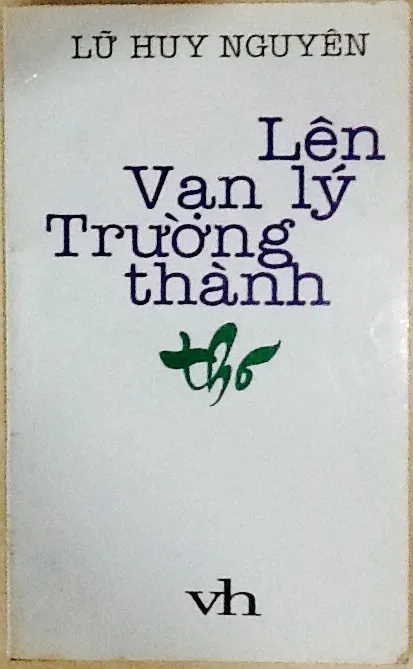 LỮ HUY NGUYÊN
Lên
Vạn lý
Trường
thành
thơ
vh